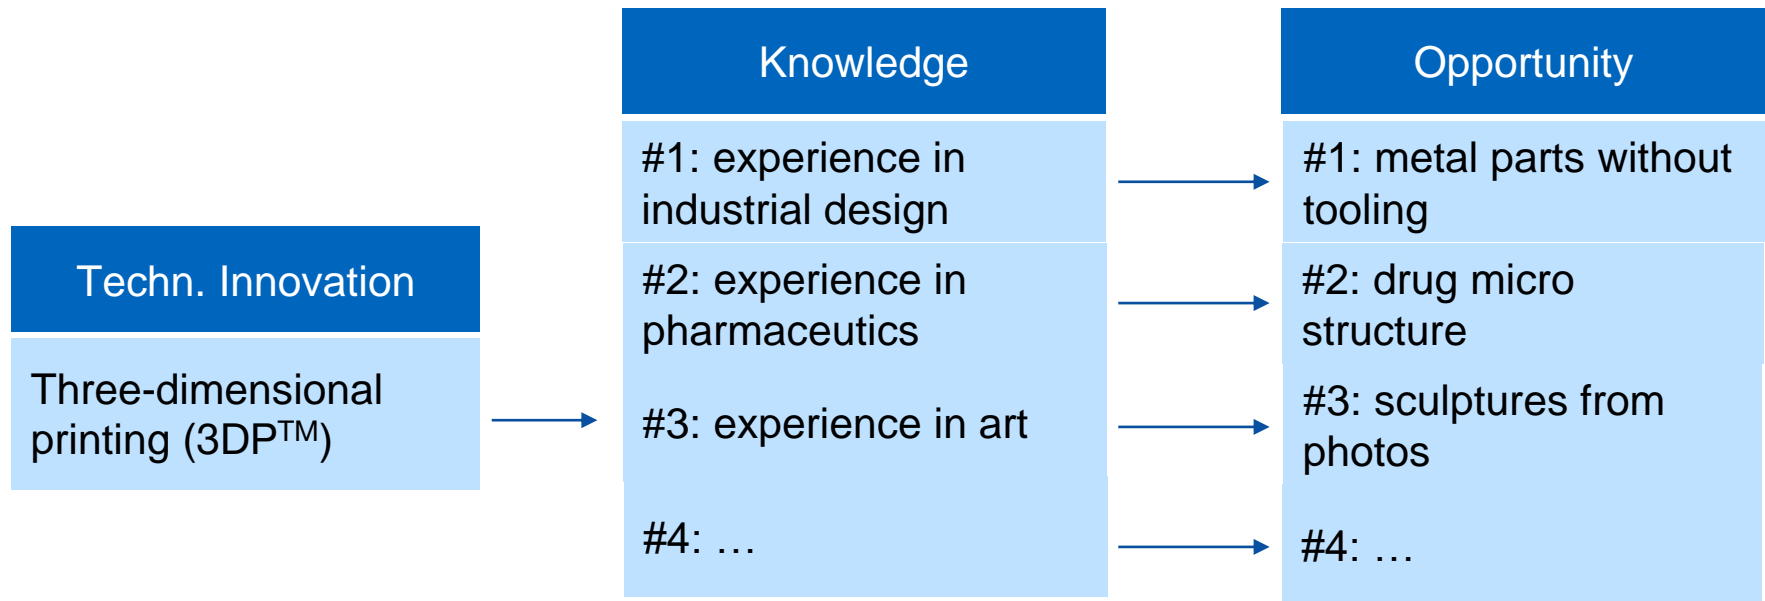 Techn. Innovation
Three-dimensional
printing (3DP™)
Knowledge
#1: experience in
industrial design
#2: experience in
pharmaceutics
#3: experience in art
#4: …
Opportunity
#1: metal parts without
tooling
#2: drug micro
structure
#3: sculptures from
photos
#4: …